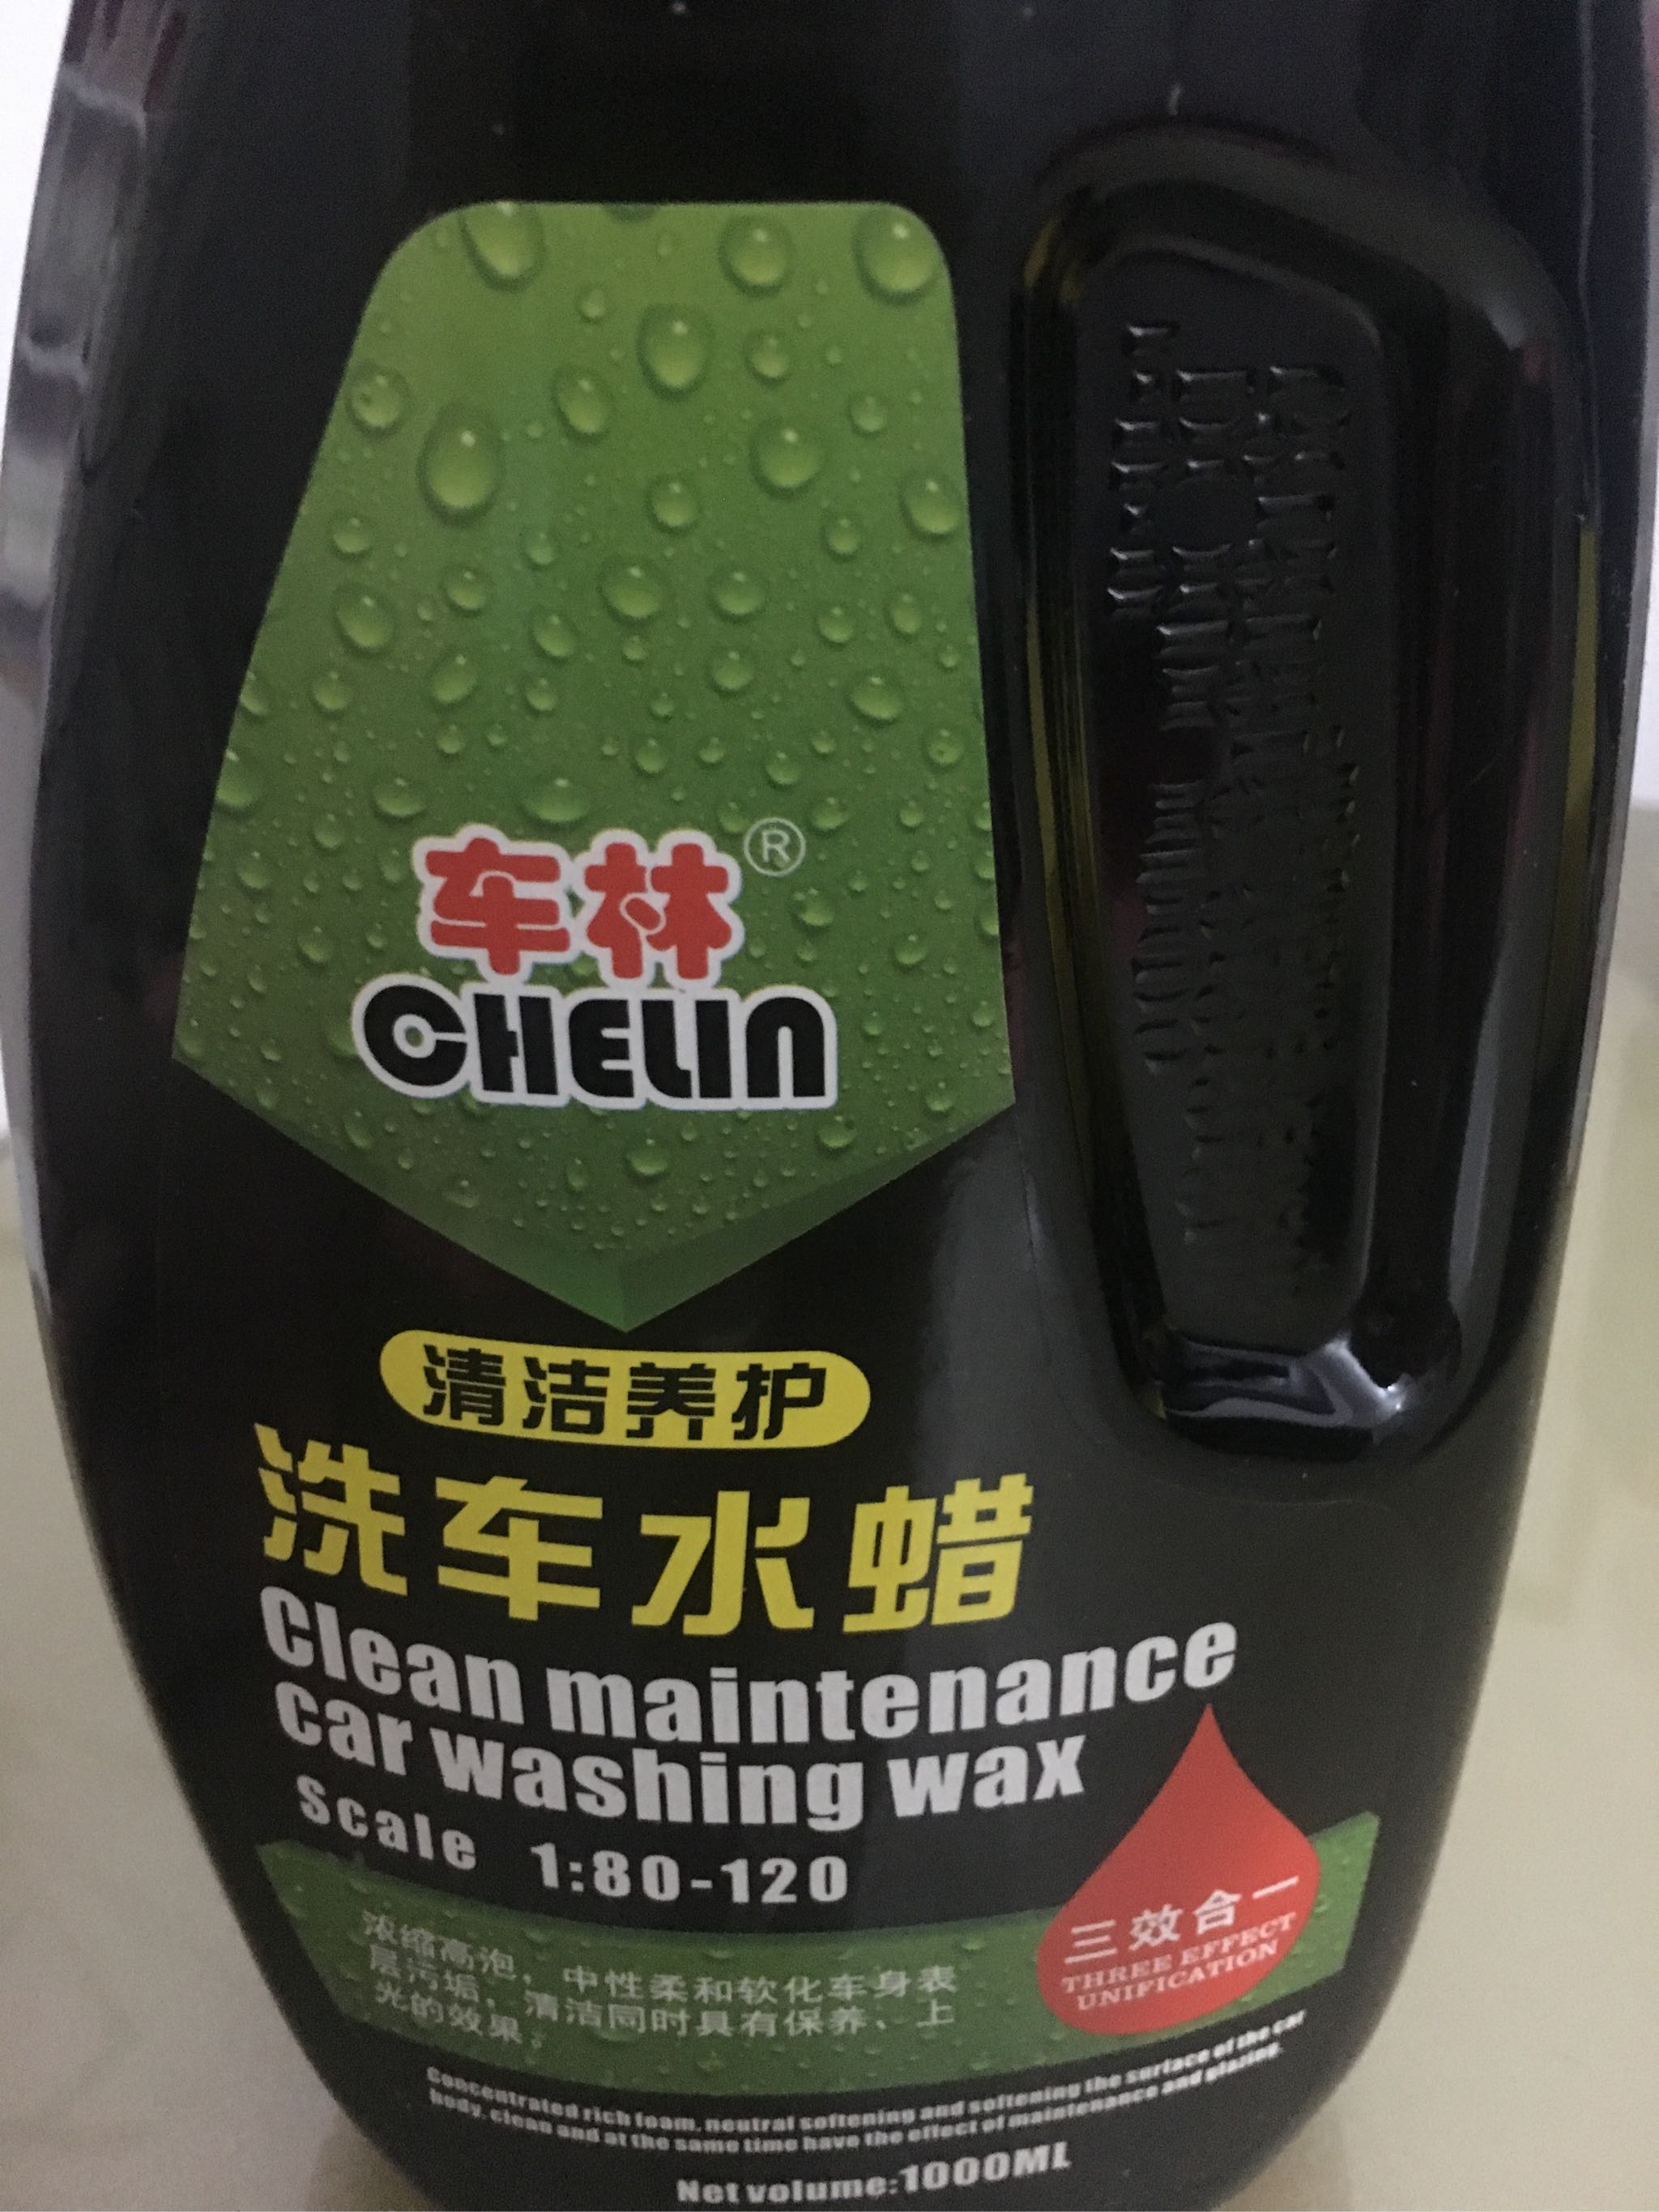 车林®
CHELIN
清洁养护
洗车水蜡
Clean maintenance
car washing wax
Scale 1:80-120
三效合一
THREE EFFECT
UNIFICATION
浓缩高泡，中性柔和软化车身表
层污垢，清洁同时具有保养、上
光的效果。
Concentrated rich foam, neutral softening and softening the surface of the car
body, clean and at the same time have the effect of maintenance and glazing.
Net volume:1000ML